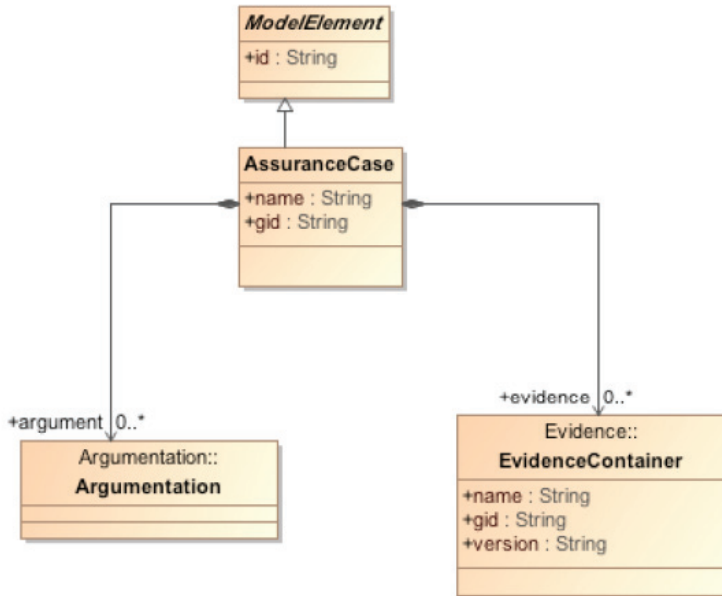 ModelElement
+id : String
AssuranceCase
+name : String
+gid : String
+argument 0..*
+evidence 0..*
Argumentation::
Argumentation
Evidence::
EvidenceContainer
+name : String
+gid : String
+version : String